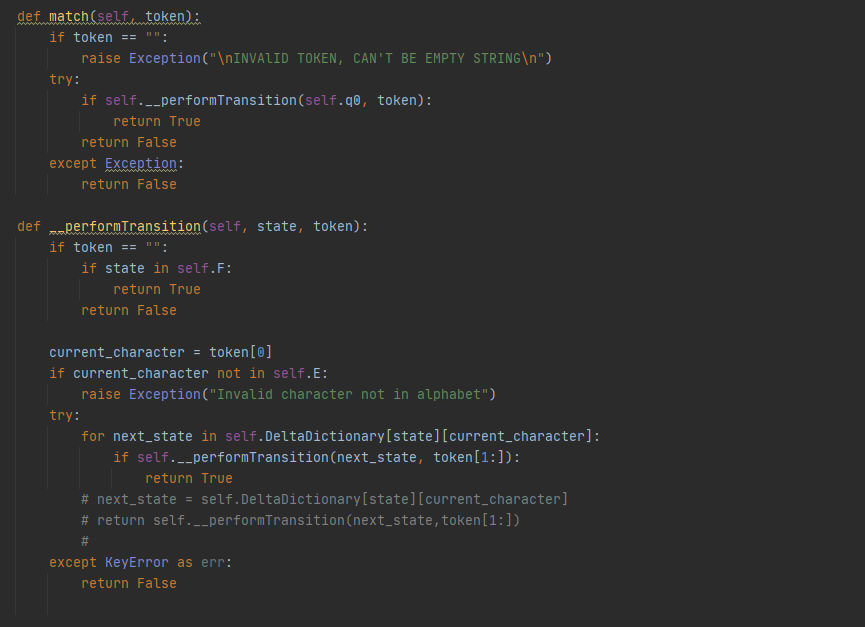 def match(self, token):
    if token == "":
        raise Exception("\nINVAlID TOKEN, CAN'T BE EMPTY STRING\n")
    try:
        if self.__performTransition(self.q0, token):
            return True
        return False
    except Exception:
        return False

def __performTransition(self, state, token):
    if token == "":
        if state in self.F:
            return True
        return False

    current_character = token[0]
    if current_character not in self.E:
        raise Exception("Invalid character not in alphabet")
    try:
        for next_state in self.DeltaDictionary[state][current_character]:
            if self.__performTransition(next_state, token[1:]):
                return True
        # next_state = self.DeltaDictionary[state][current_character]
        # return self.__performTransition(next_state,token[1:])
        #
    except KeyError as err:
        return False